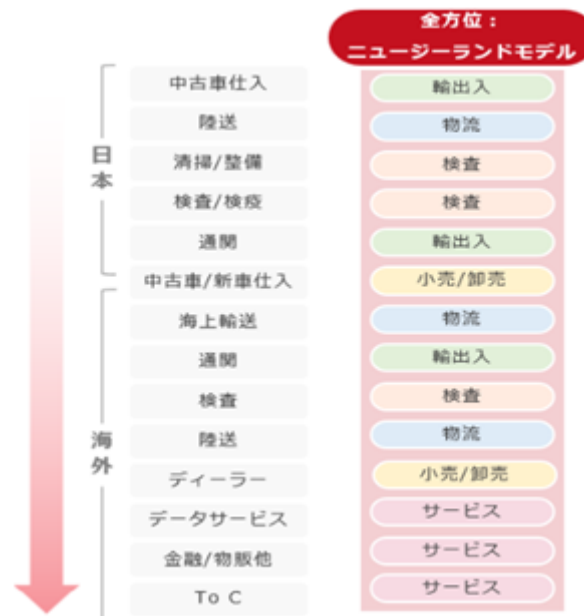 全方位：
ニュージーランドモデル
日本
中古車仕入
輸出入
陸送
物流
清掃/整備
検査
検査/検疫
検査
通関
輸出入
海外
中古車/新車仕入
小売/卸売
海上輸送
物流
通関
輸出入
検査
検査
陸送
物流
ディーラー
小売/卸売
データサービス
サービス
金融/物販他
サービス
To C
サービス